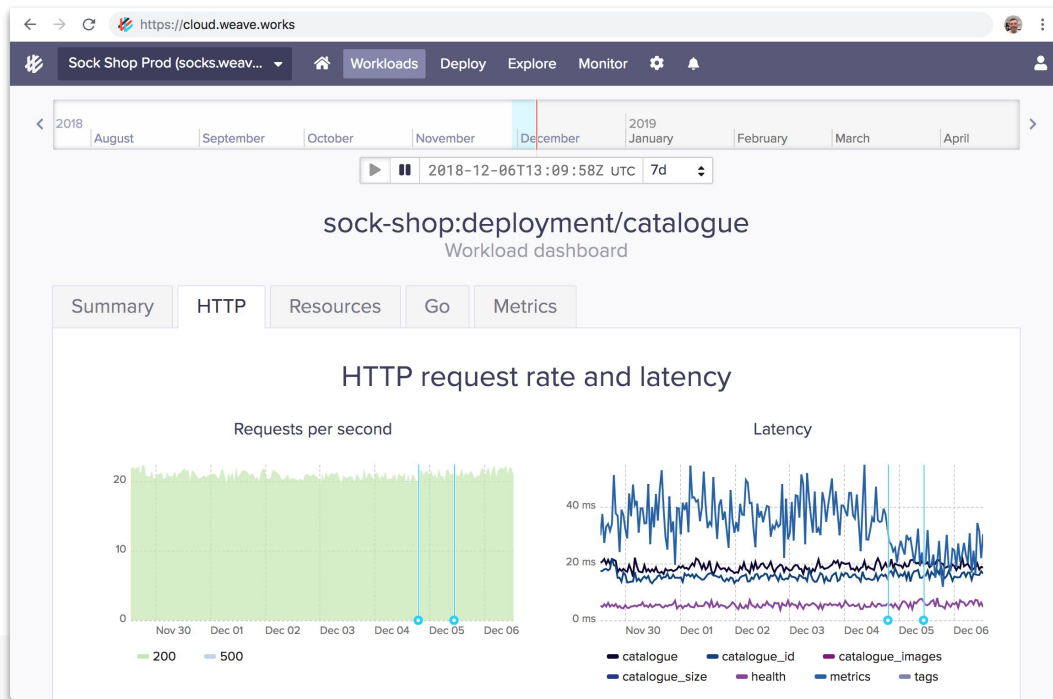 https://cloud.weave.works
Sock Shop Prod (socks.weav...
Workloads
Deploy
Explore
Monitor
2018
August
September
October
November
December
2019
January
February
March
April
2018-12-06T13:09:58Z UTC
7d
sock-shop:deployment/catalogue
Workload dashboard
Summary
HTTP
Resources
Go
Metrics
HTTP request rate and latency
Requests per second
20
10
0
Nov 30
Dec 01
Dec 02
Dec 03
Dec 04
Dec 05
Dec 06
200
500
Latency
40 ms
20 ms
0 ms
Nov 30
Dec 01
Dec 02
Dec 03
Dec 04
Dec 05
Dec 06
catalogue
catalogue_id
catalogue_images
catalogue_size
health
metrics
tags